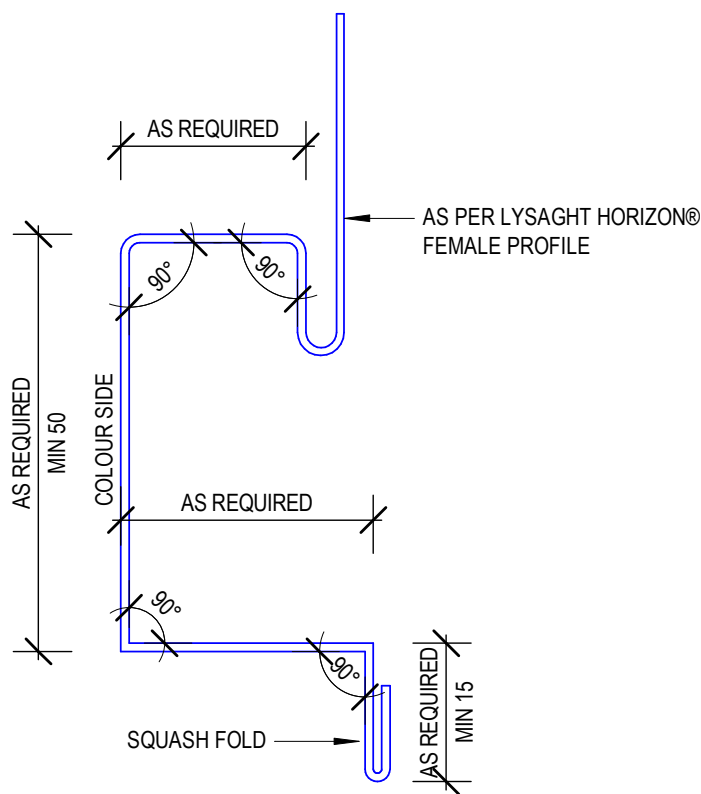 AS REQUIRED
AS PER LYSAGHT HORIZON®
FEMALE PROFILE
90°
90°
AS REQUIRED
MIN 50
COLOUR SIDE
AS REQUIRED
90°
90°
SQUASH FOLD
AS REQUIRED
MIN 15